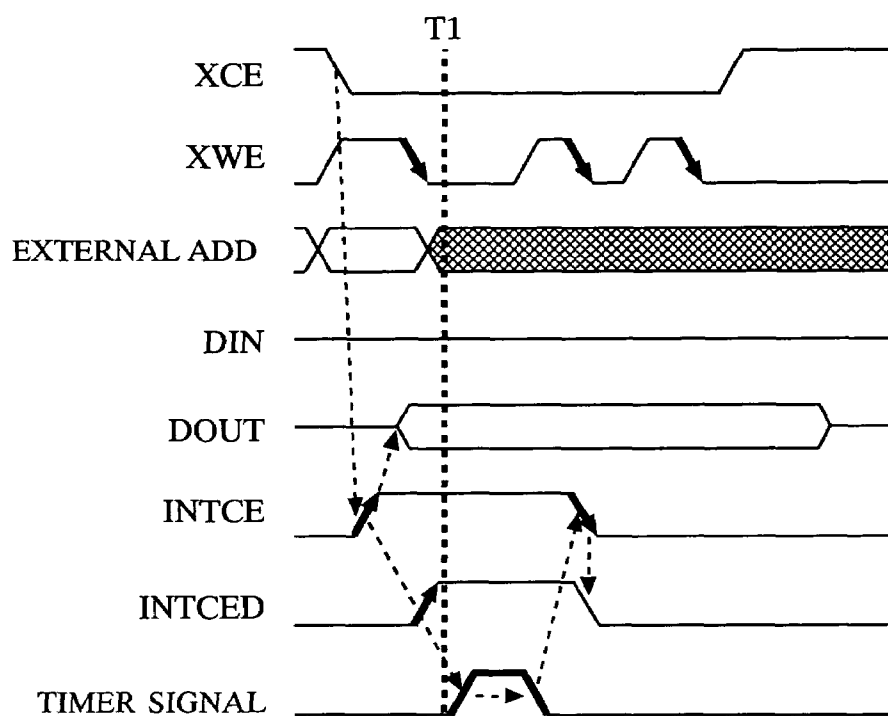 T1
XCE
XWE
EXTERNAL ADD
DIN
DOUT
INTCE
INTCED
TIMER SIGNAL